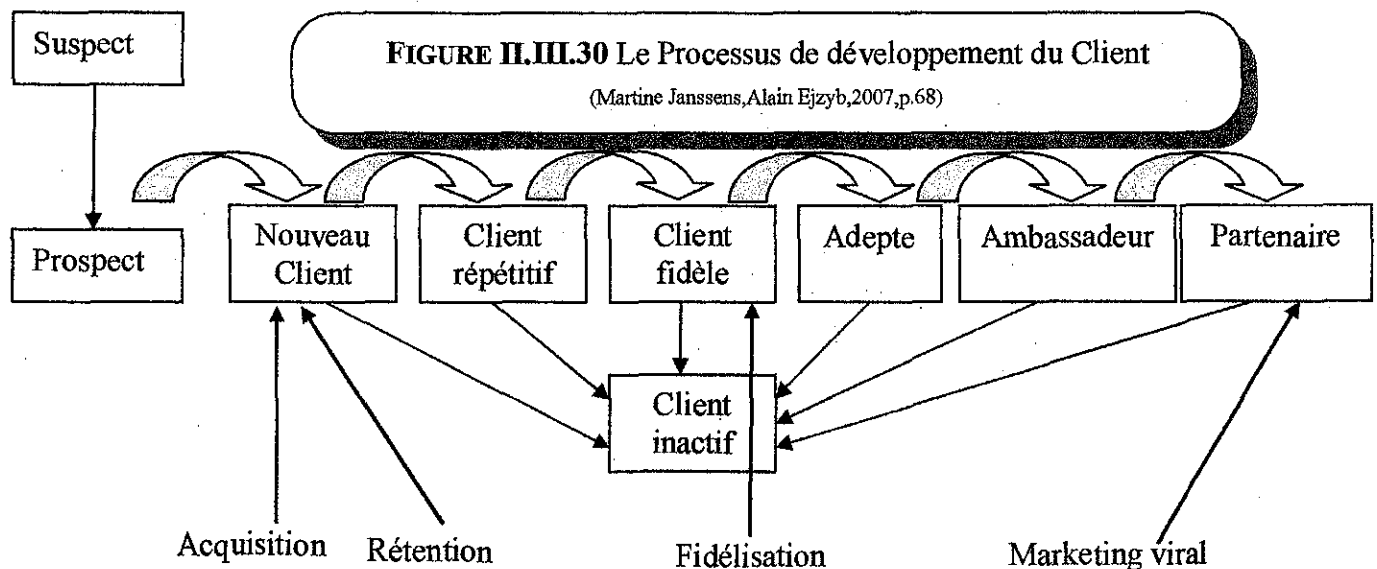 Suspect
FIGURE II.III.30 Le Processus de développement du Client
(Martine Janssens,Alain Ejzyb,2007,p.68)
Prospect
Nouveau
Client
Client
répétitif
Client
fidèle
Adepte
Ambassadeur
Partenaire
Client
inactif
Acquisition
Rétention
Fidélisation
Marketing viral